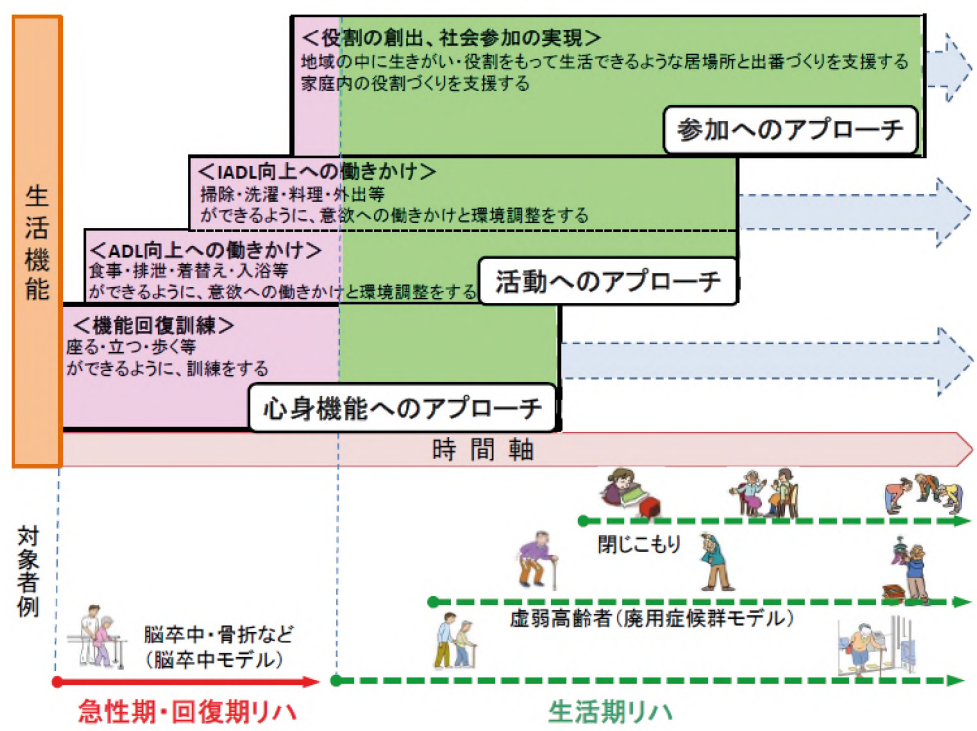 <役割の創出、社会参加の実現>
地域の中に生きがい・役割をもって生活できるような居場所と出番づくりを支援する
家庭内の役割づくりを支援する
参加へのアプローチ
<IADL向上への働きかけ>
掃除・洗濯・料理・外出等
ができるように、意欲への働きかけと環境調整をする
<ADL向上への働きかけ>
食事・排泄・着替え・入浴等
ができるように、意欲への働きかけと環境調整をする
活動へのアプローチ
<機能回復訓練>
座る・立つ・歩く等
ができるように、訓練をする
心身機能へのアプローチ
生活機能
時間軸
対象者例
閉じこもり
虚弱高齢者(廃用症候群モデル)
脳卒中・骨折など
(脳卒中モデル)
急性期・回復期リハ
生活期リハ